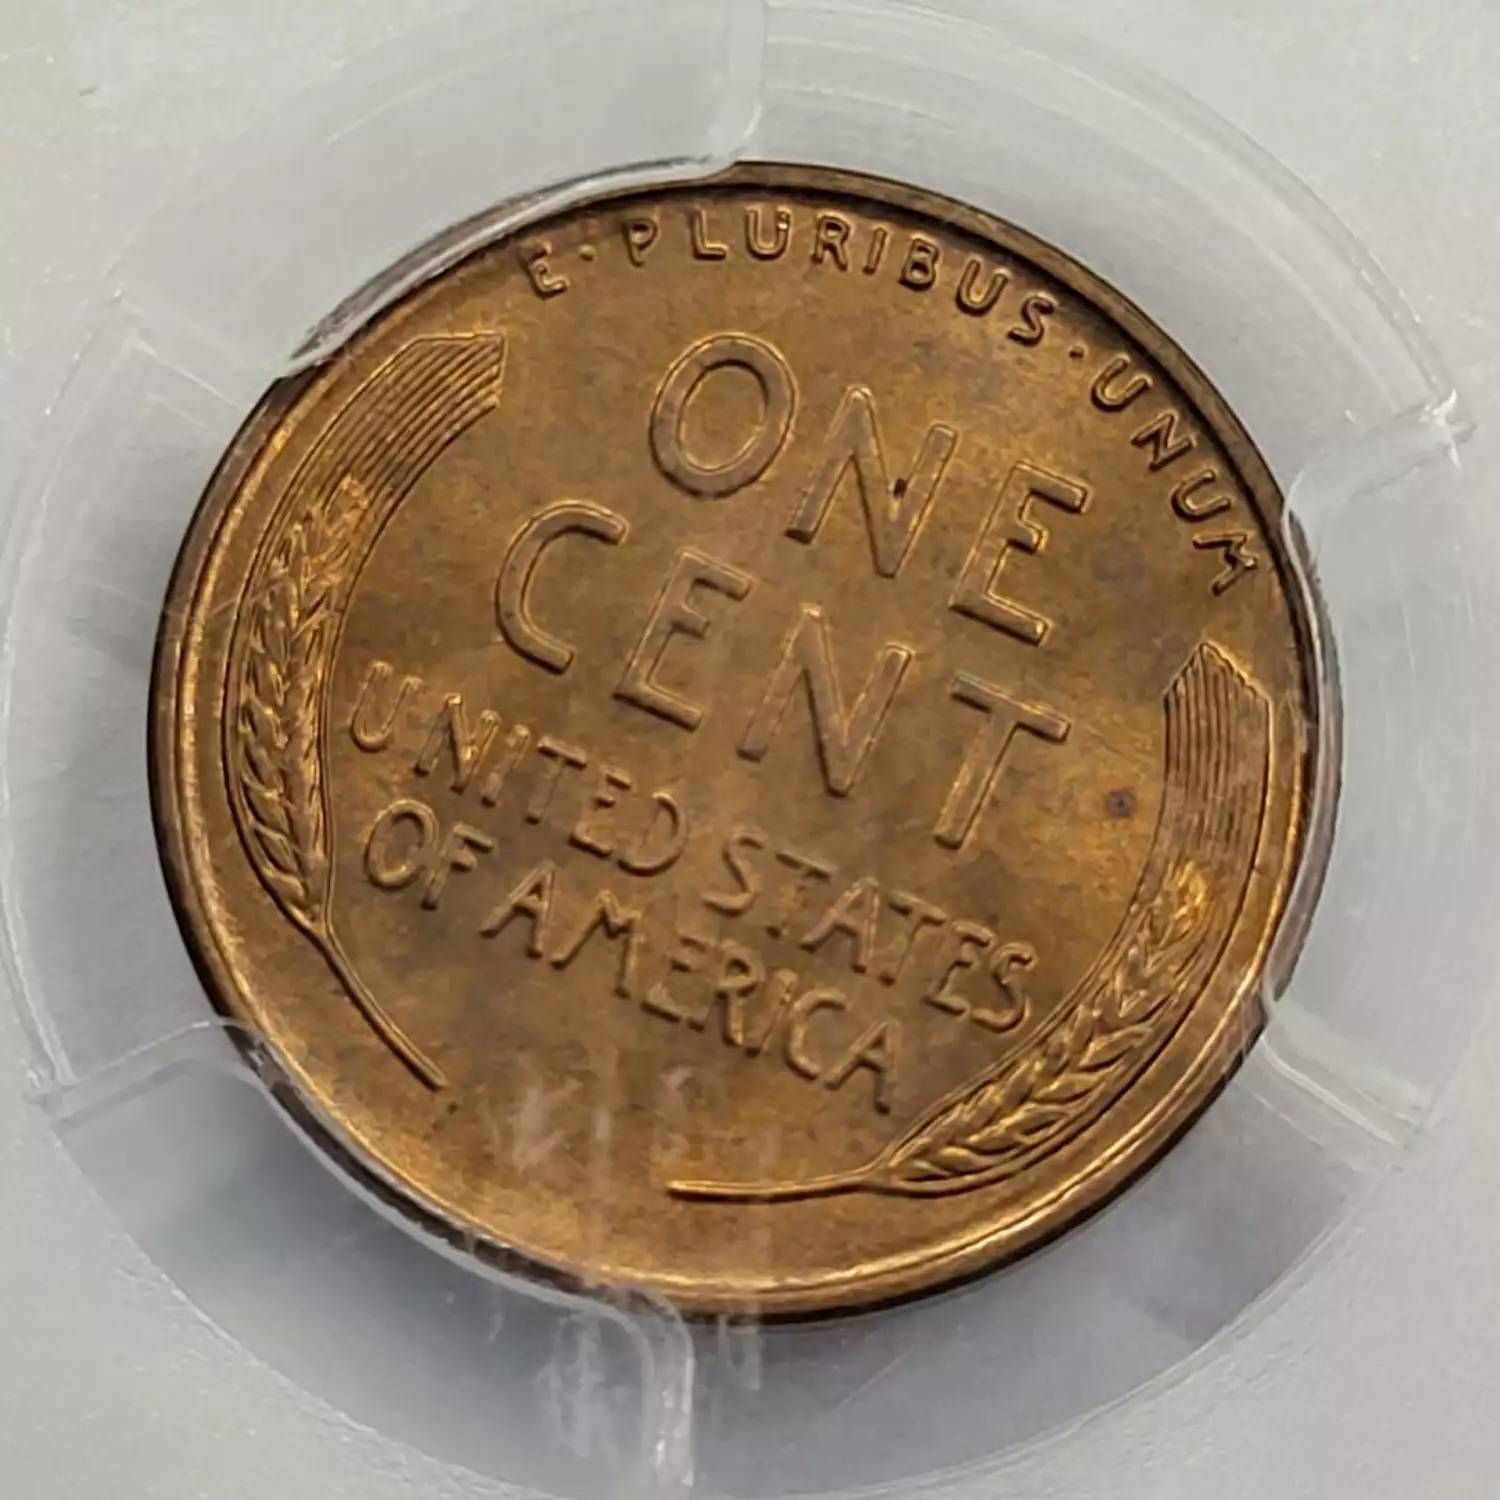 E·PLURIBUS·UNUM
ONE
CENT
UNITED STATES
OF AMERICA